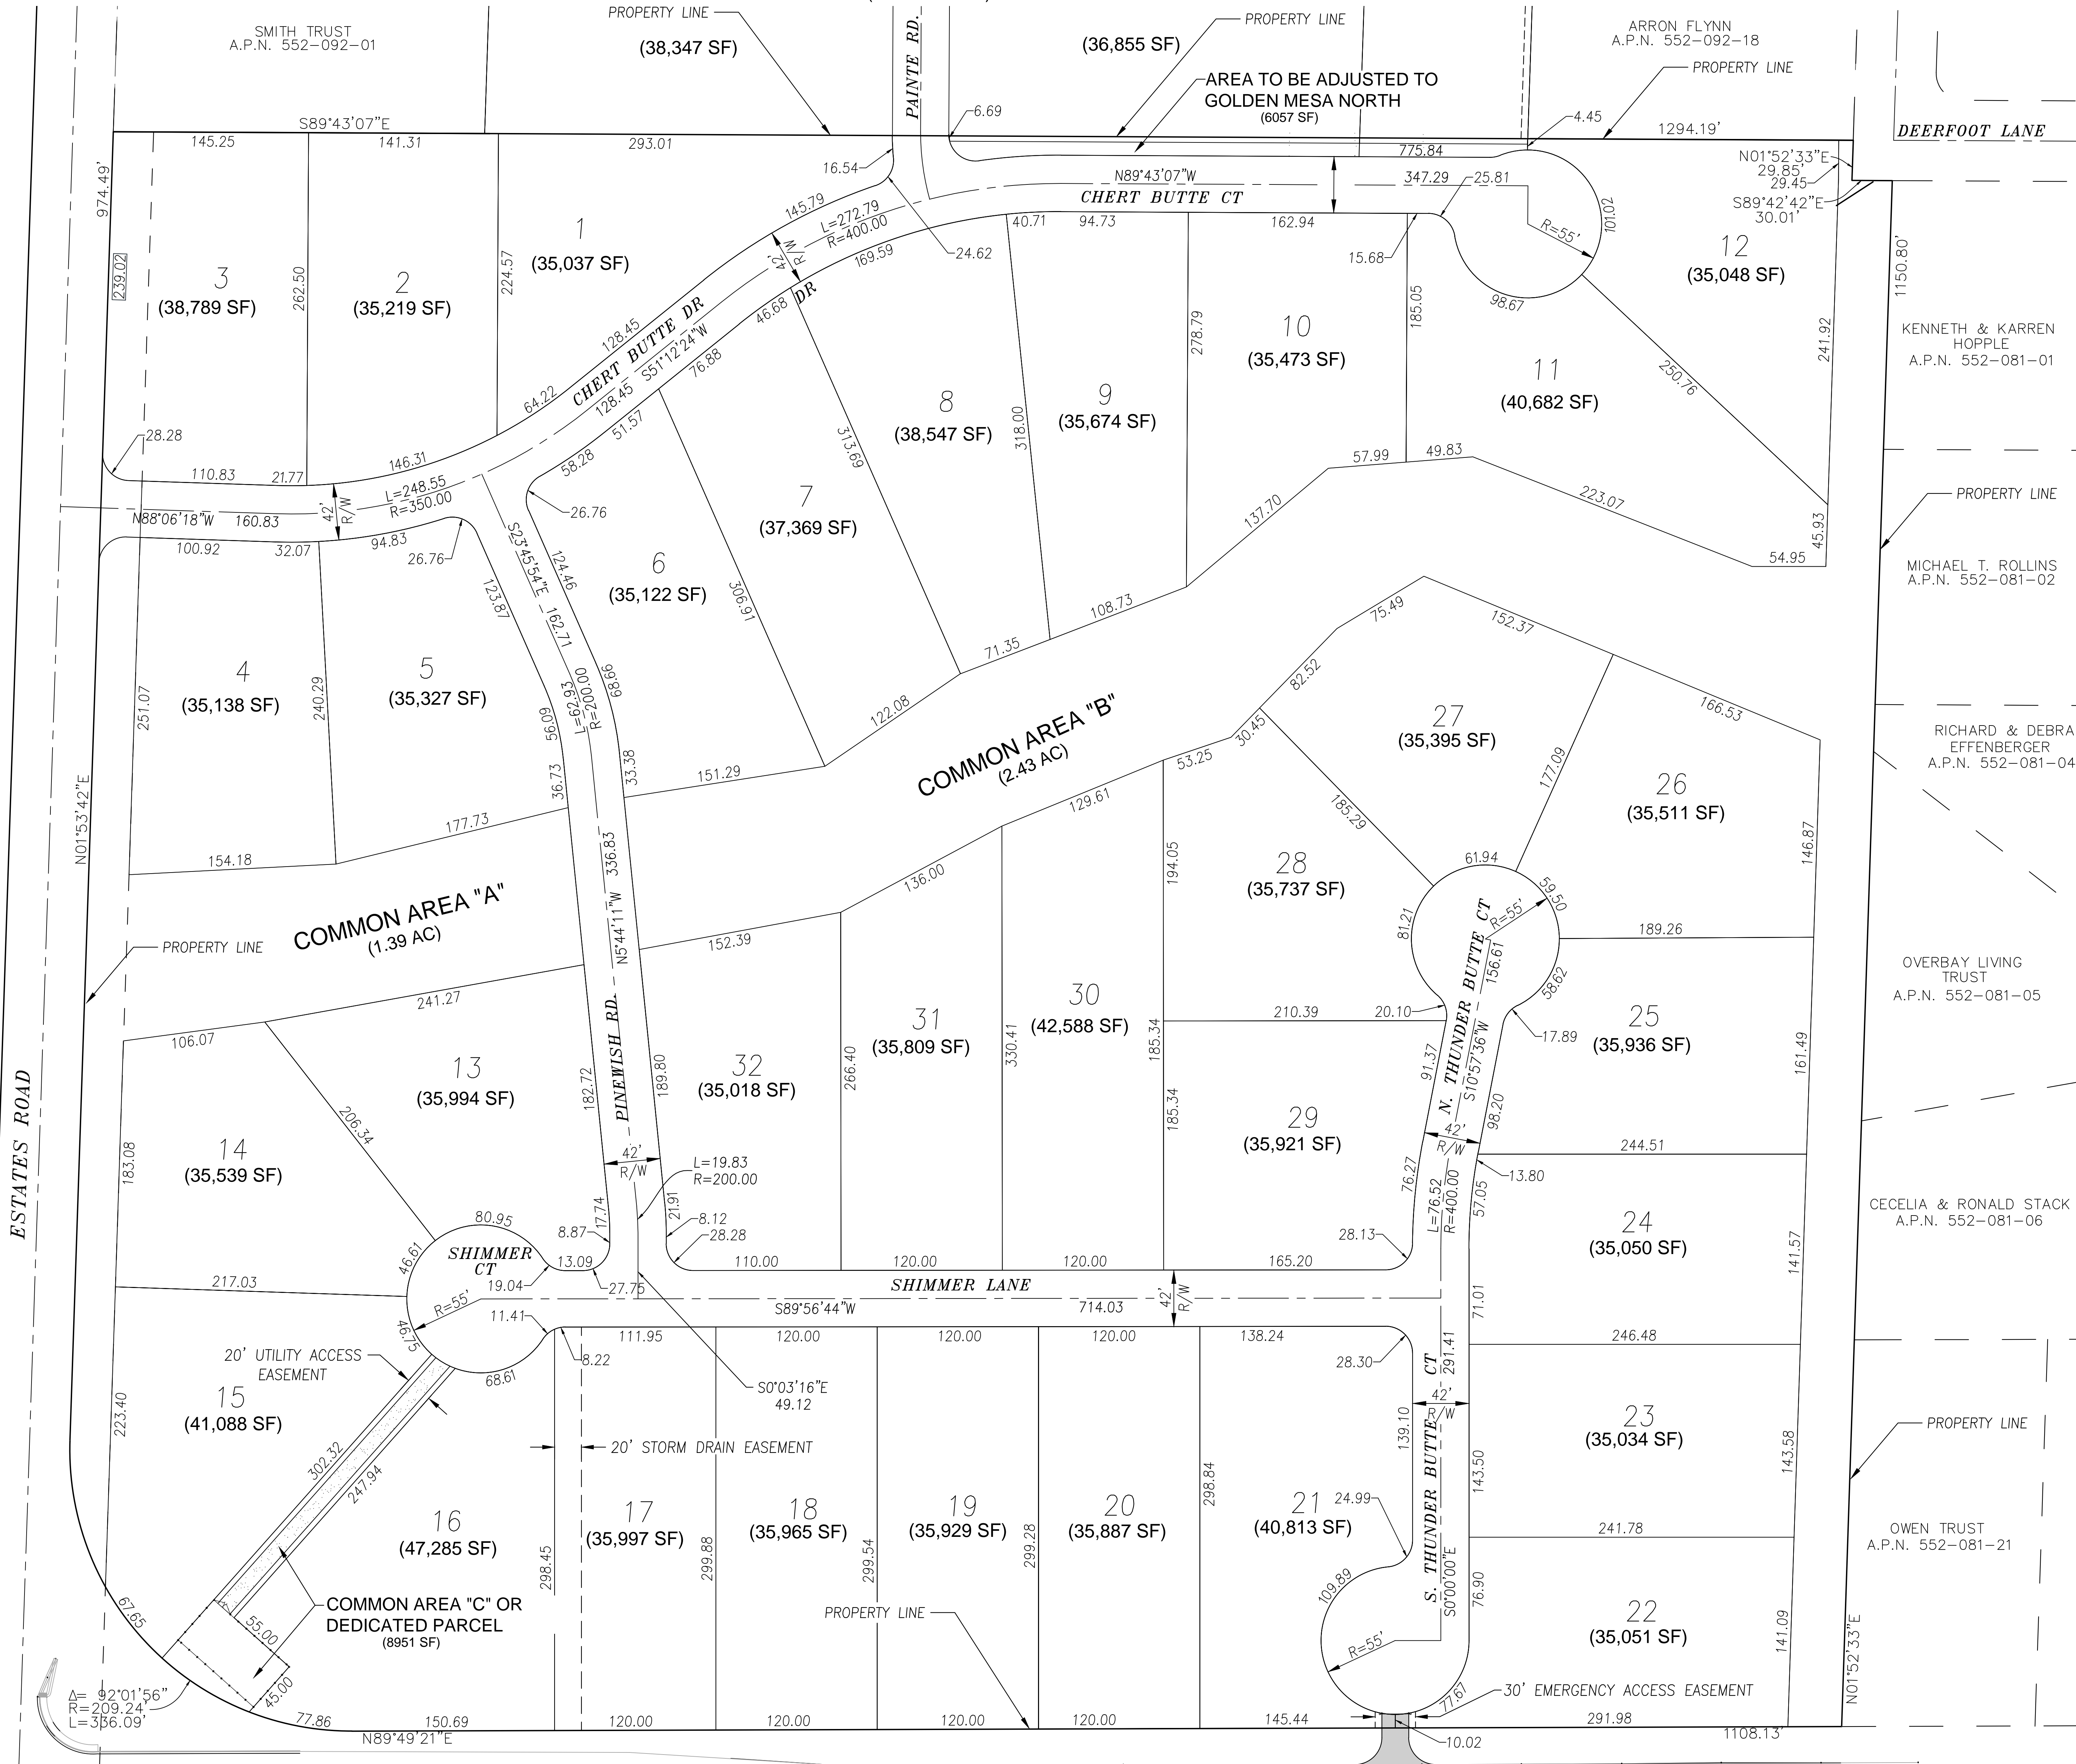 PROPERTY LINE
SMITH TRUST
A.P.N. 552-092-01
(38,347 SF)
PAINTE RD.
PROPERTY LINE
(36,855 SF)
ARRON FLYNN
A.P.N. 552-092-18
PROPERTY LINE
AREA TO BE ADJUSTED TO
GOLDEN MESA NORTH
(6057 SF)
6.69
4.45
1294.19'
DEERFOOT LANE
S89°43'07"E
145.25
141.31
293.01
16.54
775.84
N01°52'33"E
29.85'
29.45
S89°42'42"E
30.01'
974.49'
239.02
N89°43'07"W
347.29
25.81
CHERT BUTTE CT
145.79
L=272.79
R=400.00
42'
R/W
169.59
24.62
40.71
94.73
162.94
15.68
R=55'
101.02
98.67
1150.80'
3
(38,789 SF)
262.50
2
(35,219 SF)
224.57
1
(35,037 SF)
12
(35,048 SF)
241.92
128.45
CHERT BUTTE DR
DR
128.45 S51°12'24"W
46.68
76.88
64.22
51.57
58.28
278.79
185.05
10
(35,473 SF)
11
(40,682 SF)
250.76
KENNETH & KARREN
HOPPLE
A.P.N. 552-081-01
8
(38,547 SF)
313.69
318.00
9
(35,674 SF)
28.28
110.83
21.77
146.31
L=248.55
R=350.00
42'
R/W
N88°06'18"W 160.83
100.92
32.07
94.83
26.76
26.76
57.99
49.83
137.70
223.07
54.95
45.93
PROPERTY LINE
7
(37,369 SF)
306.91
6
(35,122 SF)
124.46
S23°45'54"E 162.71
123.87
MICHAEL T. ROLLINS
A.P.N. 552-081-02
4
(35,138 SF)
251.07
240.29
5
(35,327 SF)
56.09
36.73
L=62.93
R=200.00
68.66
33.38
71.35
108.73
122.08
151.29
75.49
152.37
82.52
166.53
30.45
53.25
27
(35,395 SF)
RICHARD & DEBRA
EFFENBERGER
A.P.N. 552-081-04
COMMON AREA "B"
(2.43 AC)
177.09
26
(35,511 SF)
146.87
177.73
154.18
N01°53'42"E
N5°44'11"W 336.83
129.61
136.00
194.05
185.29
28
(35,737 SF)
61.94
59.50
R=55'
81.21
156.61
58.62
COMMON AREA "A"
(1.39 AC)
PROPERTY LINE
152.39
189.26
OVERBAY LIVING
TRUST
A.P.N. 552-081-05
241.27
106.07
30
(42,588 SF)
31
(35,809 SF)
210.39
20.10
17.89
25
(35,936 SF)
161.49
N. THUNDER BUTTE CT
S10°57'36"W
13
(35,994 SF)
182.72
PINEWISH RD.
189.80
32
(35,018 SF)
266.40
330.41
185.34
185.34
29
(35,921 SF)
91.37
98.20
206.34
14
(35,539 SF)
183.08
42'
R/W
L=19.83
R=200.00
42'
R/W
244.51
13.80
76.27
57.05
L=76.52
R=400.00
ESTATES ROAD
17.74
21.91
8.12
28.28
8.87
13.09
80.95
46.61
SHIMMER
CT
19.04
27.75
110.00
120.00
120.00
165.20
28.13
24
(35,050 SF)
141.57
CECELIA & RONALD STACK
A.P.N. 552-081-06
217.03
R=55'
46.75
11.41
SHIMMER LANE
S89°56'44"W
714.03
42'
R/W
71.01
246.48
111.95
120.00
120.00
120.00
138.24
28.30
291.41
8.22
68.61
20' UTILITY ACCESS
EASEMENT
15
(41,088 SF)
223.40
S0°03'16"E
49.12
42'
R/W
139.10
S. THUNDER BUTTE CT
23
(35,034 SF)
143.58
143.50
PROPERTY LINE
20' STORM DRAIN EASEMENT
302.32
247.94
16
(47,285 SF)
298.45
17
(35,997 SF)
299.88
18
(35,965 SF)
299.54
19
(35,929 SF)
299.28
20
(35,887 SF)
298.84
21
(40,813 SF)
24.99
241.78
OWEN TRUST
A.P.N. 552-081-21
S0°00'00"E
76.90
109.89
22
(35,051 SF)
141.09
COMMON AREA "C" OR
DEDICATED PARCEL
(8951 SF)
67.65
55.00
45.00
PROPERTY LINE
R=55'
77.67
30' EMERGENCY ACCESS EASEMENT
N01°52'33"E
Δ= 92°01'56"
R=209.24'
L=336.09'
77.86
150.69
N89°49'21"E
120.00
120.00
120.00
120.00
145.44
10.02
291.98
1108.13'